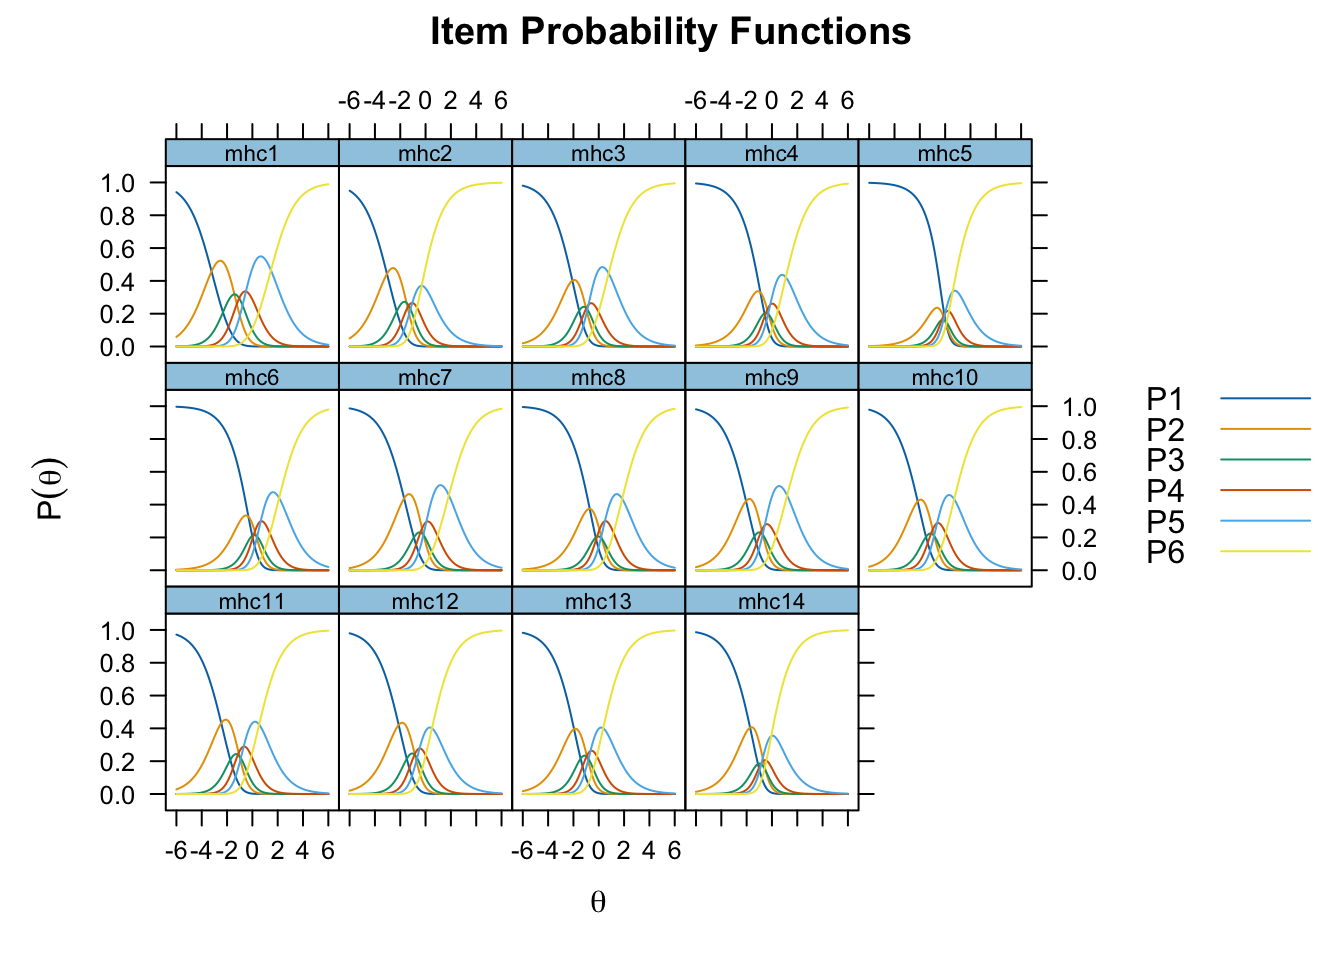 Item Probability Functions
-6 -4 -2 0 2 4 6 -6 -4 -2 0 2 4 6
mhc1 mhc2 mhc3 mhc4 mhc5
1.0
0.8
0.6
0.4
0.2
0.0
mhc6 mhc7 mhc8 mhc9 mhc10
1.0
0.8
0.6
0.4
0.2
0.0
P(θ)
mhc11 mhc12 mhc13 mhc14
1.0
0.8
0.6
0.4
0.2
0.0
-6 -4 -2 0 2 4 6 -6 -4 -2 0 2 4 6
θ
P1
P2
P3
P4
P5
P6